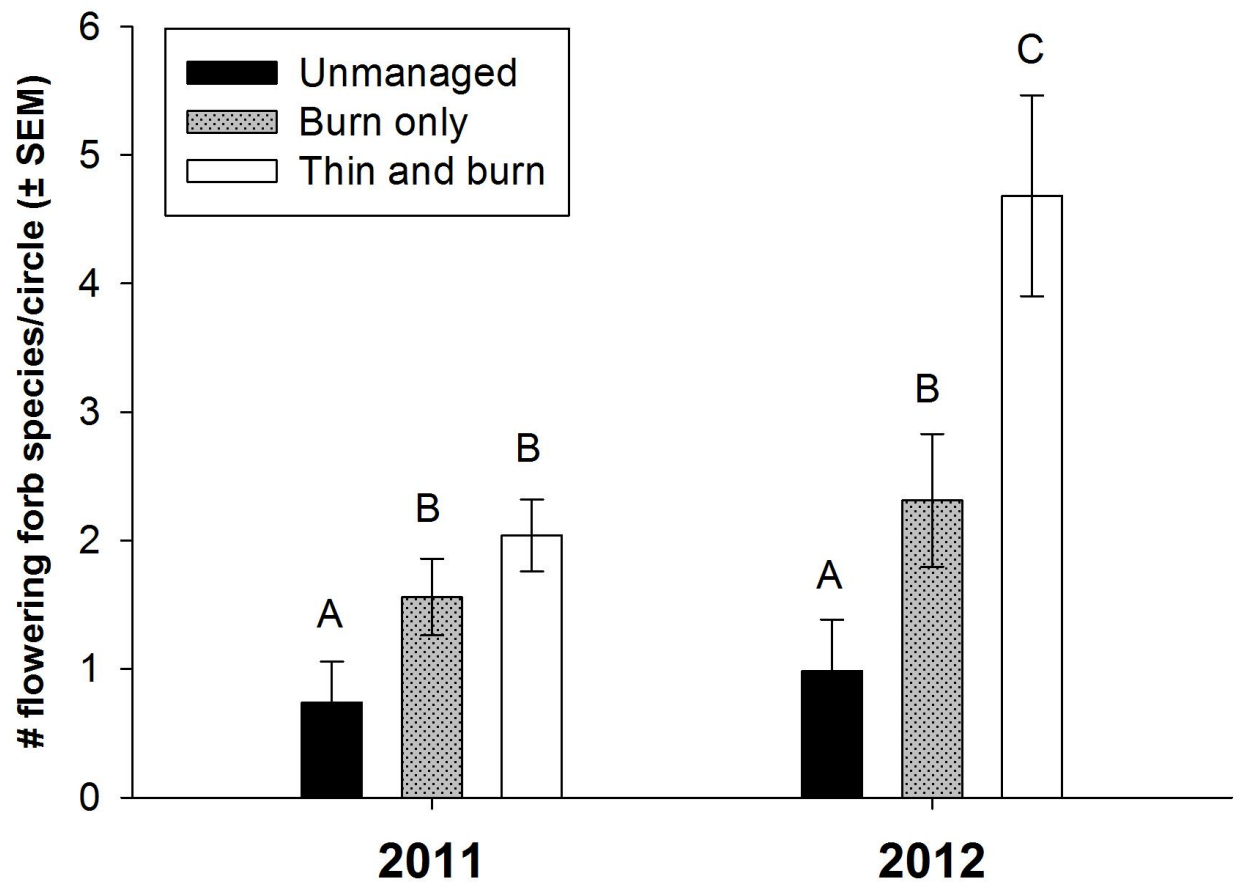 # flowering forb species/circle (± SEM)
6
5
4
3
2
1
0
Unmanaged
Burn only
Thin and burn
A
B
B
A
B
C
2011
2012